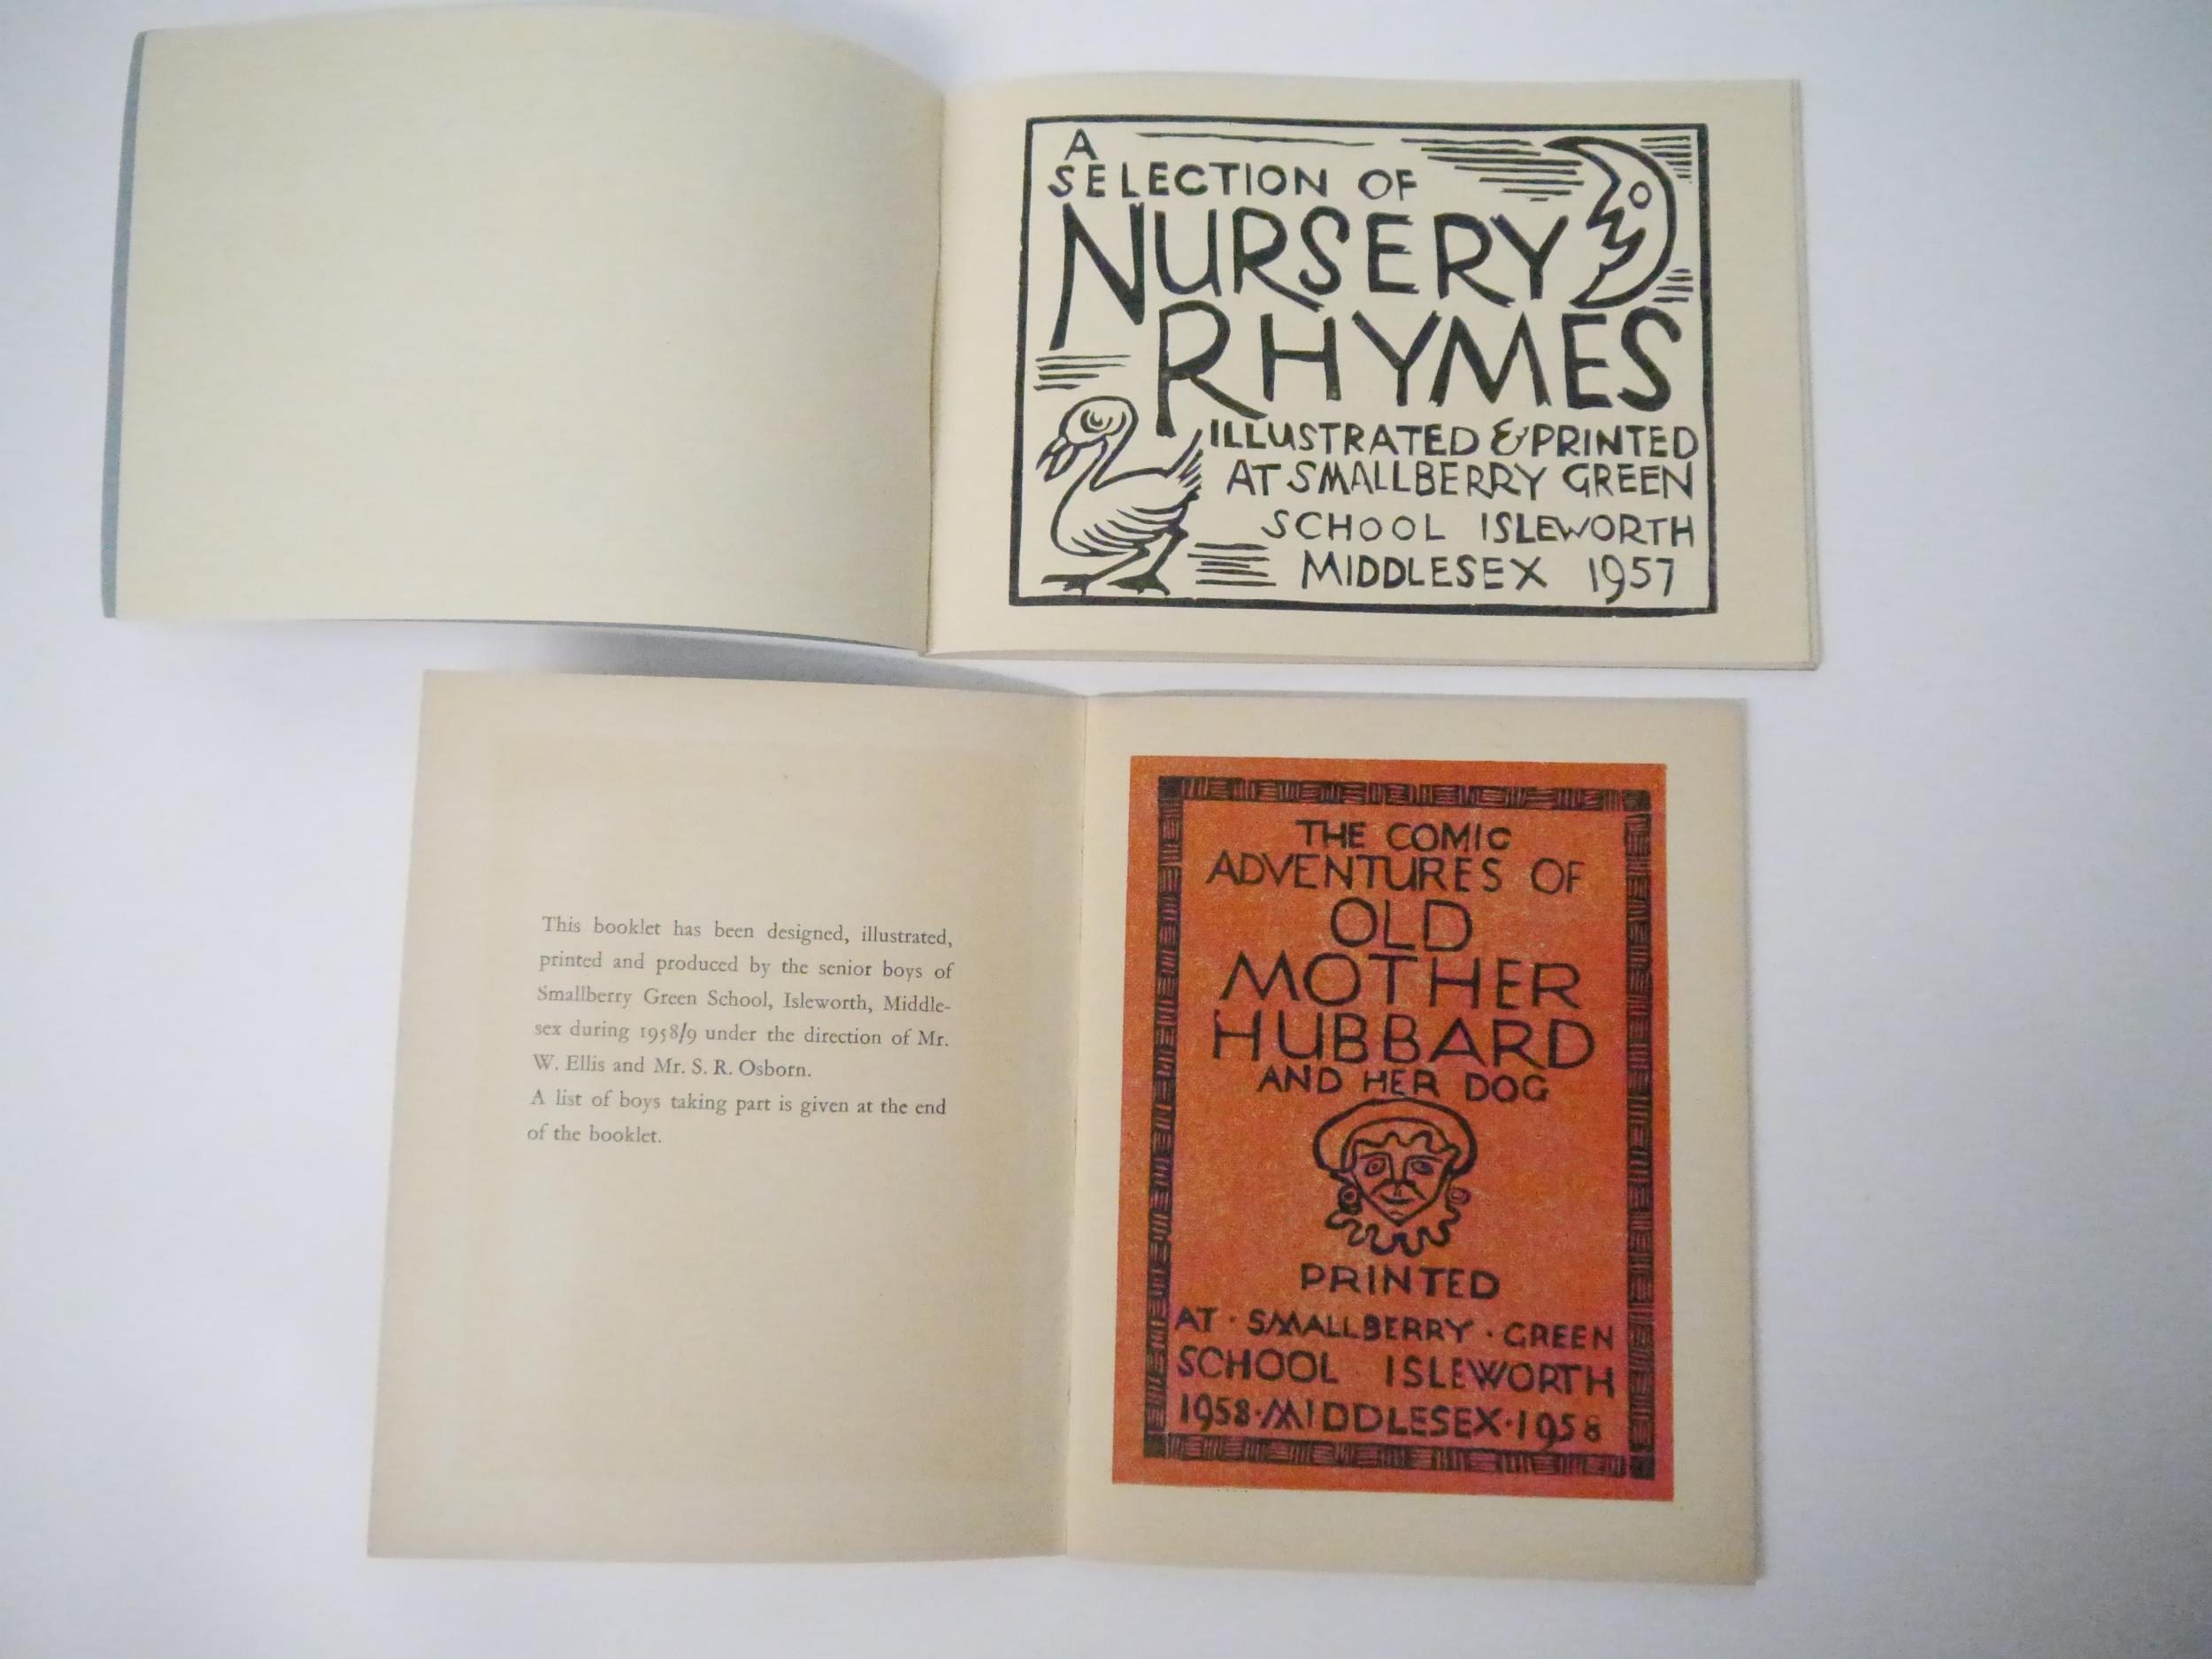 A
SELECTION OF
NURSERY
RHYMES
ILLUSTRATED & PRINTED
AT SMALLBERRY GREEN
SCHOOL ISLEWORTH
MIDDLESEX 1957
This booklet has been designed, illustrated,
printed and produced by the senior boys of
Smallberry Green School, Isleworth, Middle-
sex during 1958/9 under the direction of Mr.
W. Ellis and Mr. S. R. Osborn.
A list of boys taking part is given at the end
of the booklet.
THE COMIC
ADVENTURES OF
OLD
MOTHER
HUBBARD
AND HER DOG
PRINTED
AT · SMALLBERRY · GREEN
SCHOOL ISLEWORTH
1958·MIDDLESEX·1958